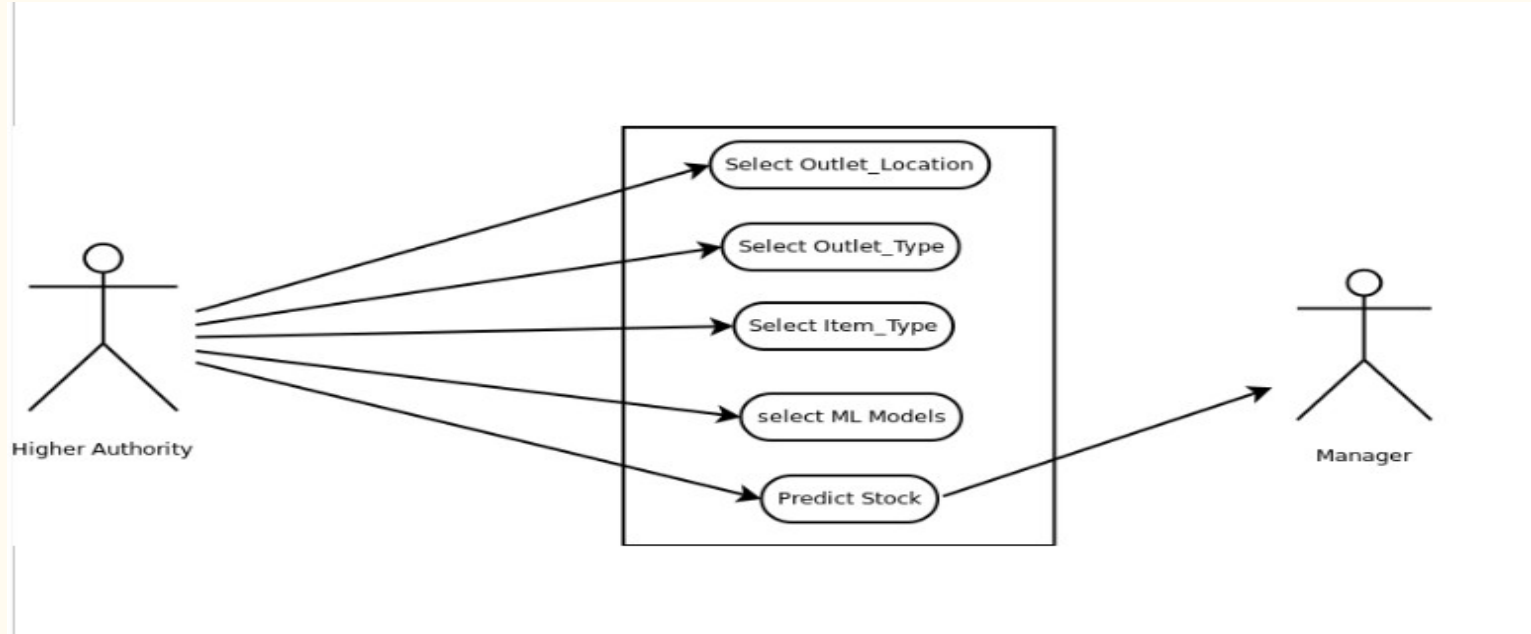 Select Outlet_Location
Select Outlet_Type
Select Item_Type
select ML Models
Predict Stock
Higher Authority
Manager